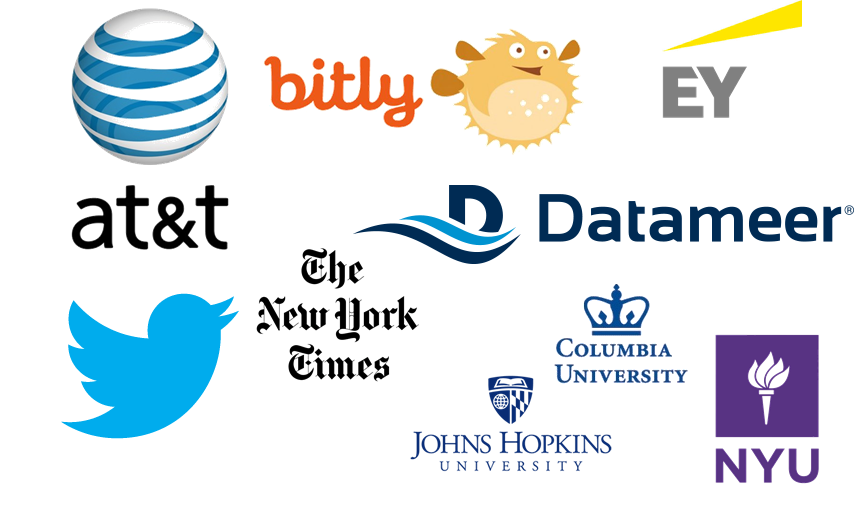 bitly
EY
at&t
Datameer®
The
New York
Times
Columbia
University
Johns Hopkins
UNIVERSITY
NYU